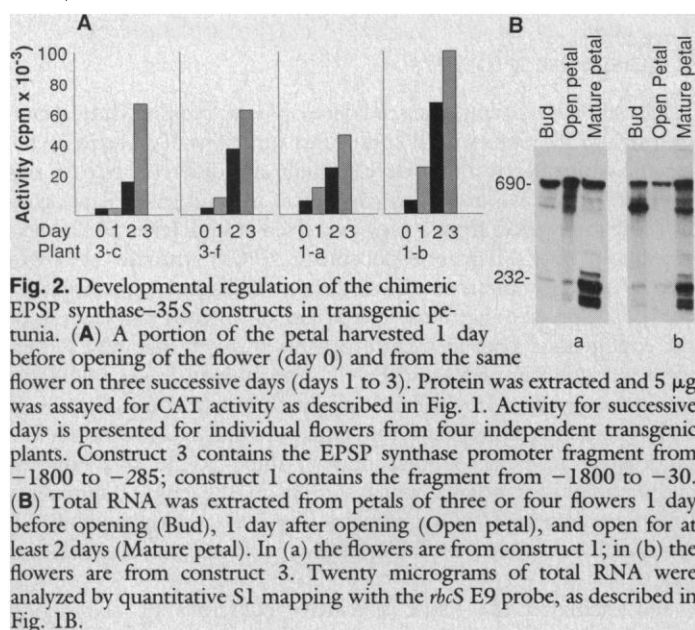 A
B
Activity (cpm x 10⁻³)
100
80
60
40
20
Day 0 1 2 3 0 1 2 3 0 1 2 3 0 1 2 3
Plant 3-c 3-f 1-a 1-b
Bud
Open petal
Mature petal
Bud
Open Petal
Mature petal
690-
232-
a b
Fig. 2. Developmental regulation of the chimeric
EPSP synthase–35S constructs in transgenic pe-
tunia. (A) A portion of the petal harvested 1 day
before opening of the flower (day 0) and from the same
flower on three successive days (days 1 to 3). Protein was extracted and 5 μg
was assayed for CAT activity as described in Fig. 1. Activity for successive
days is presented for individual flowers from four independent transgenic
plants. Construct 3 contains the EPSP synthase promoter fragment from
−1800 to −285; construct 1 contains the fragment from −1800 to −30.
(B) Total RNA was extracted from petals of three or four flowers 1 day
before opening (Bud), 1 day after opening (Open petal), and open for at
least 2 days (Mature petal). In (a) the flowers are from construct 1; in (b) the
flowers are from construct 3. Twenty micrograms of total RNA were
analyzed by quantitative S1 mapping with the rbcS E9 probe, as described in
Fig. 1B.